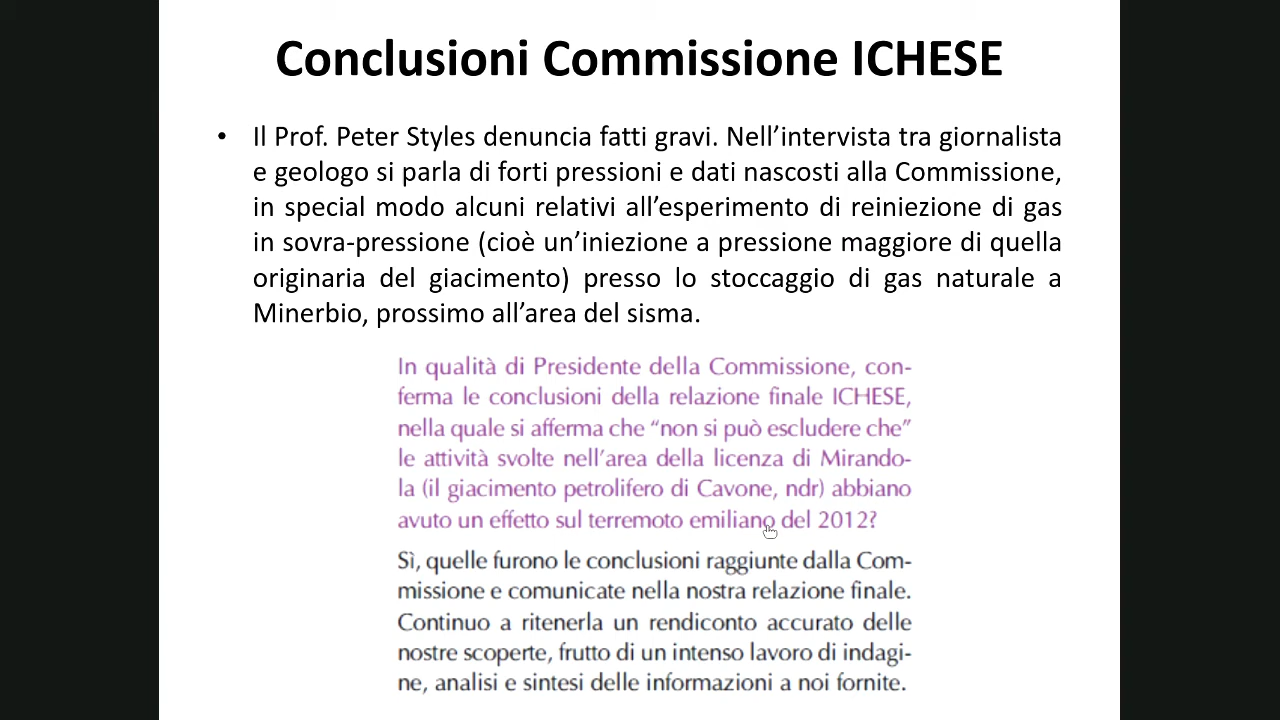 Conclusioni Commissione ICHESE
• Il Prof. Peter Styles denuncia fatti gravi. Nell’intervista tra giornalista
e geologo si parla di forti pressioni e dati nascosti alla Commissione,
in special modo alcuni relativi all’esperimento di reiniezione di gas
in sovra-pressione (cioè un’iniezione a pressione maggiore di quella
originaria del giacimento) presso lo stoccaggio di gas naturale a
Minerbio, prossimo all’area del sisma.
In qualità di Presidente della Commissione, con-
ferma le conclusioni della relazione finale ICHESE,
nella quale si afferma che “non si può escludere che”
le attività svolte nell’area della licenza di Mirando-
la (il giacimento petrolifero di Cavone, ndr) abbiano
avuto un effetto sul terremoto emiliano del 2012?
Sì, quelle furono le conclusioni raggiunte dalla Com-
missione e comunicate nella nostra relazione finale.
Continuo a ritenerla un rendiconto accurato delle
nostre scoperte, frutto di un intenso lavoro di indagi-
ne, analisi e sintesi delle informazioni a noi fornite.